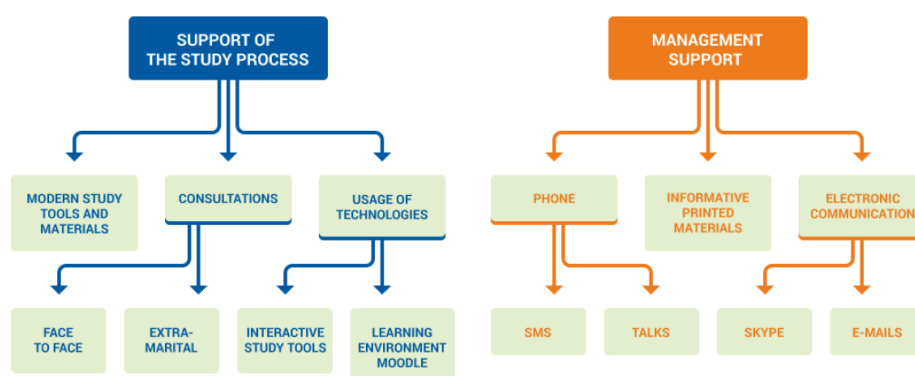 SUPPORT OF
THE STUDY PROCESS
MANAGEMENT
SUPPORT
MODERN STUDY
TOOLS AND
MATERIALS
CONSULTATIONS
USAGE OF
TECHNOLOGIES
PHONE
INFORMATIVE
PRINTED
MATERIALS
ELECTRONIC
COMMUNICATION
FACE
TO FACE
EXTRA-
MARITAL
INTERACTIVE
STUDY TOOLS
LEARNING
ENVIRONMENT
MOODLE
SMS
TALKS
SKYPE
E-MAILS